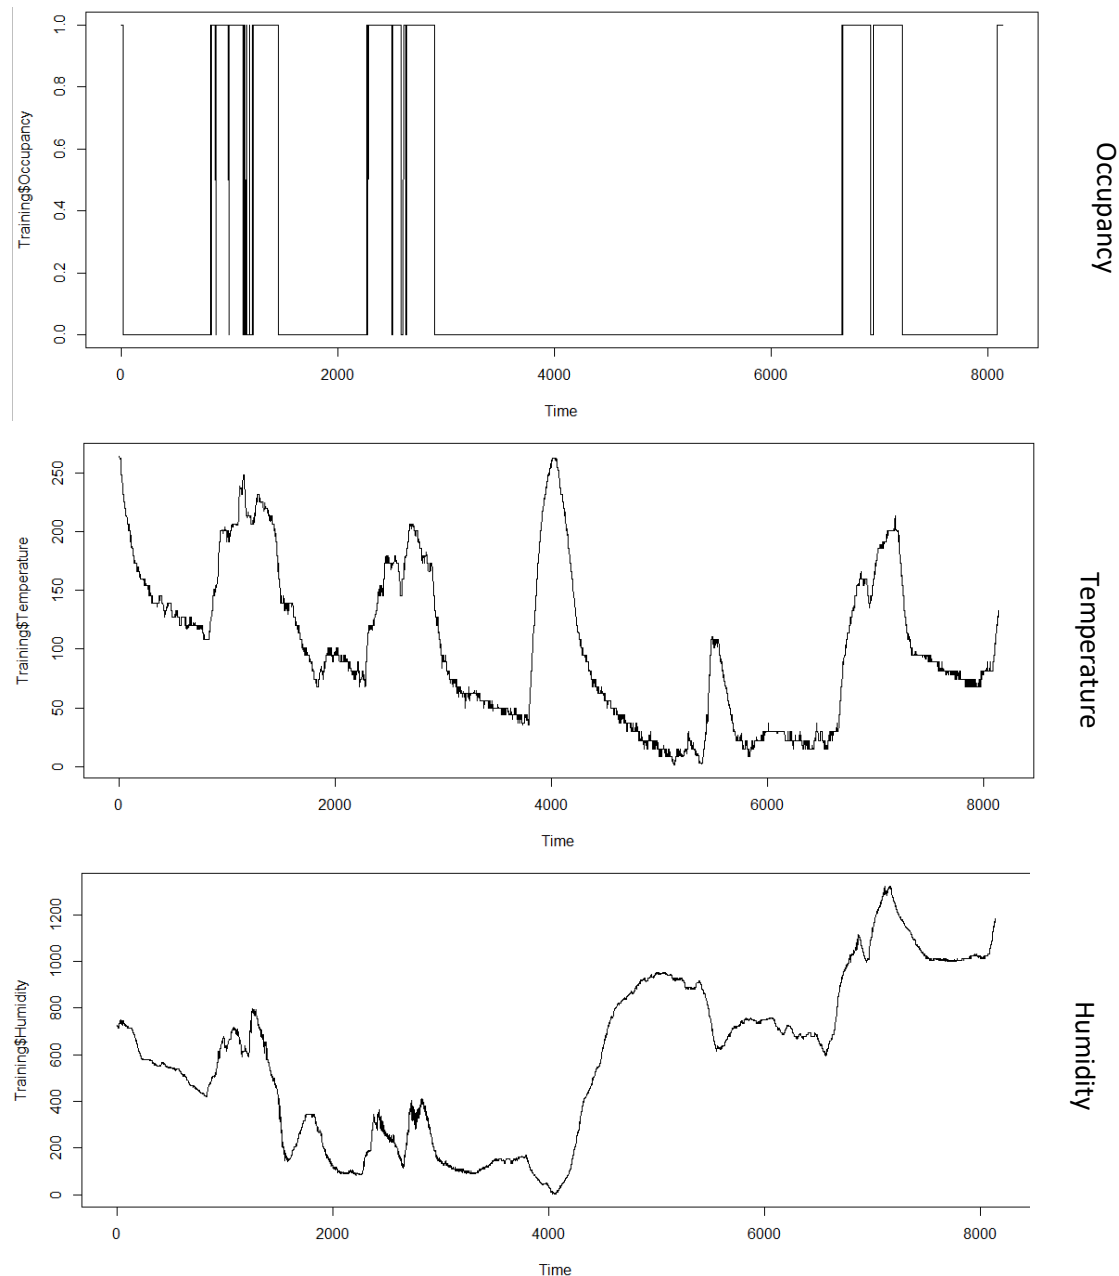 1.0
0.8
0.6
0.4
0.2
0.0
Training$Occupancy
0 2000 4000 6000 8000
Time
Occupancy
250
200
150
100
50
0
Training$Temperature
0 2000 4000 6000 8000
Time
Temperature
1200
1000
800
600
400
200
0
Training$Humidity
0 2000 4000 6000 8000
Time
Humidity